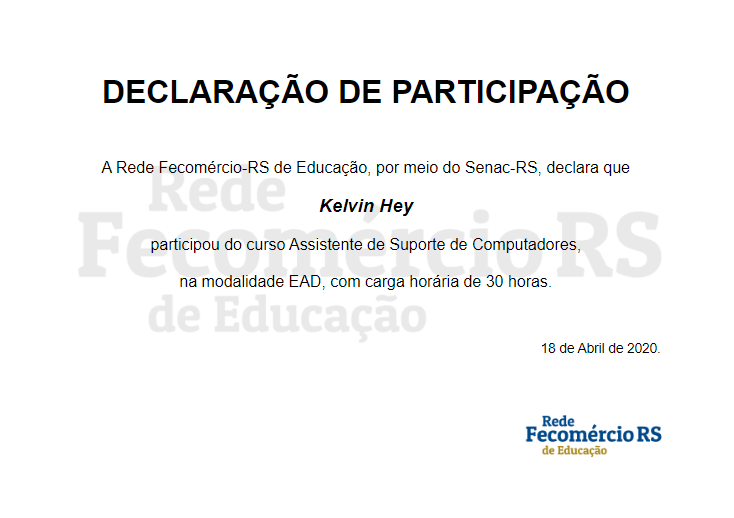 DECLARAÇÃO DE PARTICIPAÇÃO
A Rede Fecomércio-RS de Educação, por meio do Senac-RS, declara que
Kelvin Hey
participou do curso Assistente de Suporte de Computadores,
na modalidade EAD, com carga horária de 30 horas.
Rede
Fecomércio RS
de Educação
18 de Abril de 2020.
Rede
Fecomércio RS
de Educação